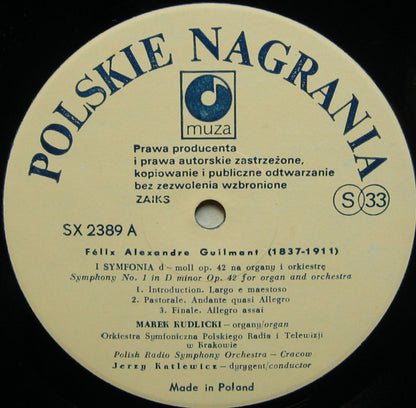 POLSKIE NAGRANIA
muza
Prawa producenta
i prawa autorskie zastrzeżone,
kopiowanie i publiczne odtwarzanie
bez zezwolenia wzbronione
ZAIKS
S 33
SX 2389 A
Félix Alexandre Guilmant (1837-1911)
I SYMFONIA d-moll op. 42 na organy i orkiestrę
Symphony No. 1 in D minor Op. 42 for organ and orchestra
1. Introduction. Largo e maestoso
2. Pastorale. Andante quasi Allegro
3. Finale. Allegro assai
MAREK KUDLICKI - organy/organ
Orkiestra Symfoniczna Polskiego Radia i Telewizji
w Krakowie
Polish Radio Symphony Orchestra - Cracow
Jerzy Katlewicz - dyrygent/conductor
Made in Poland